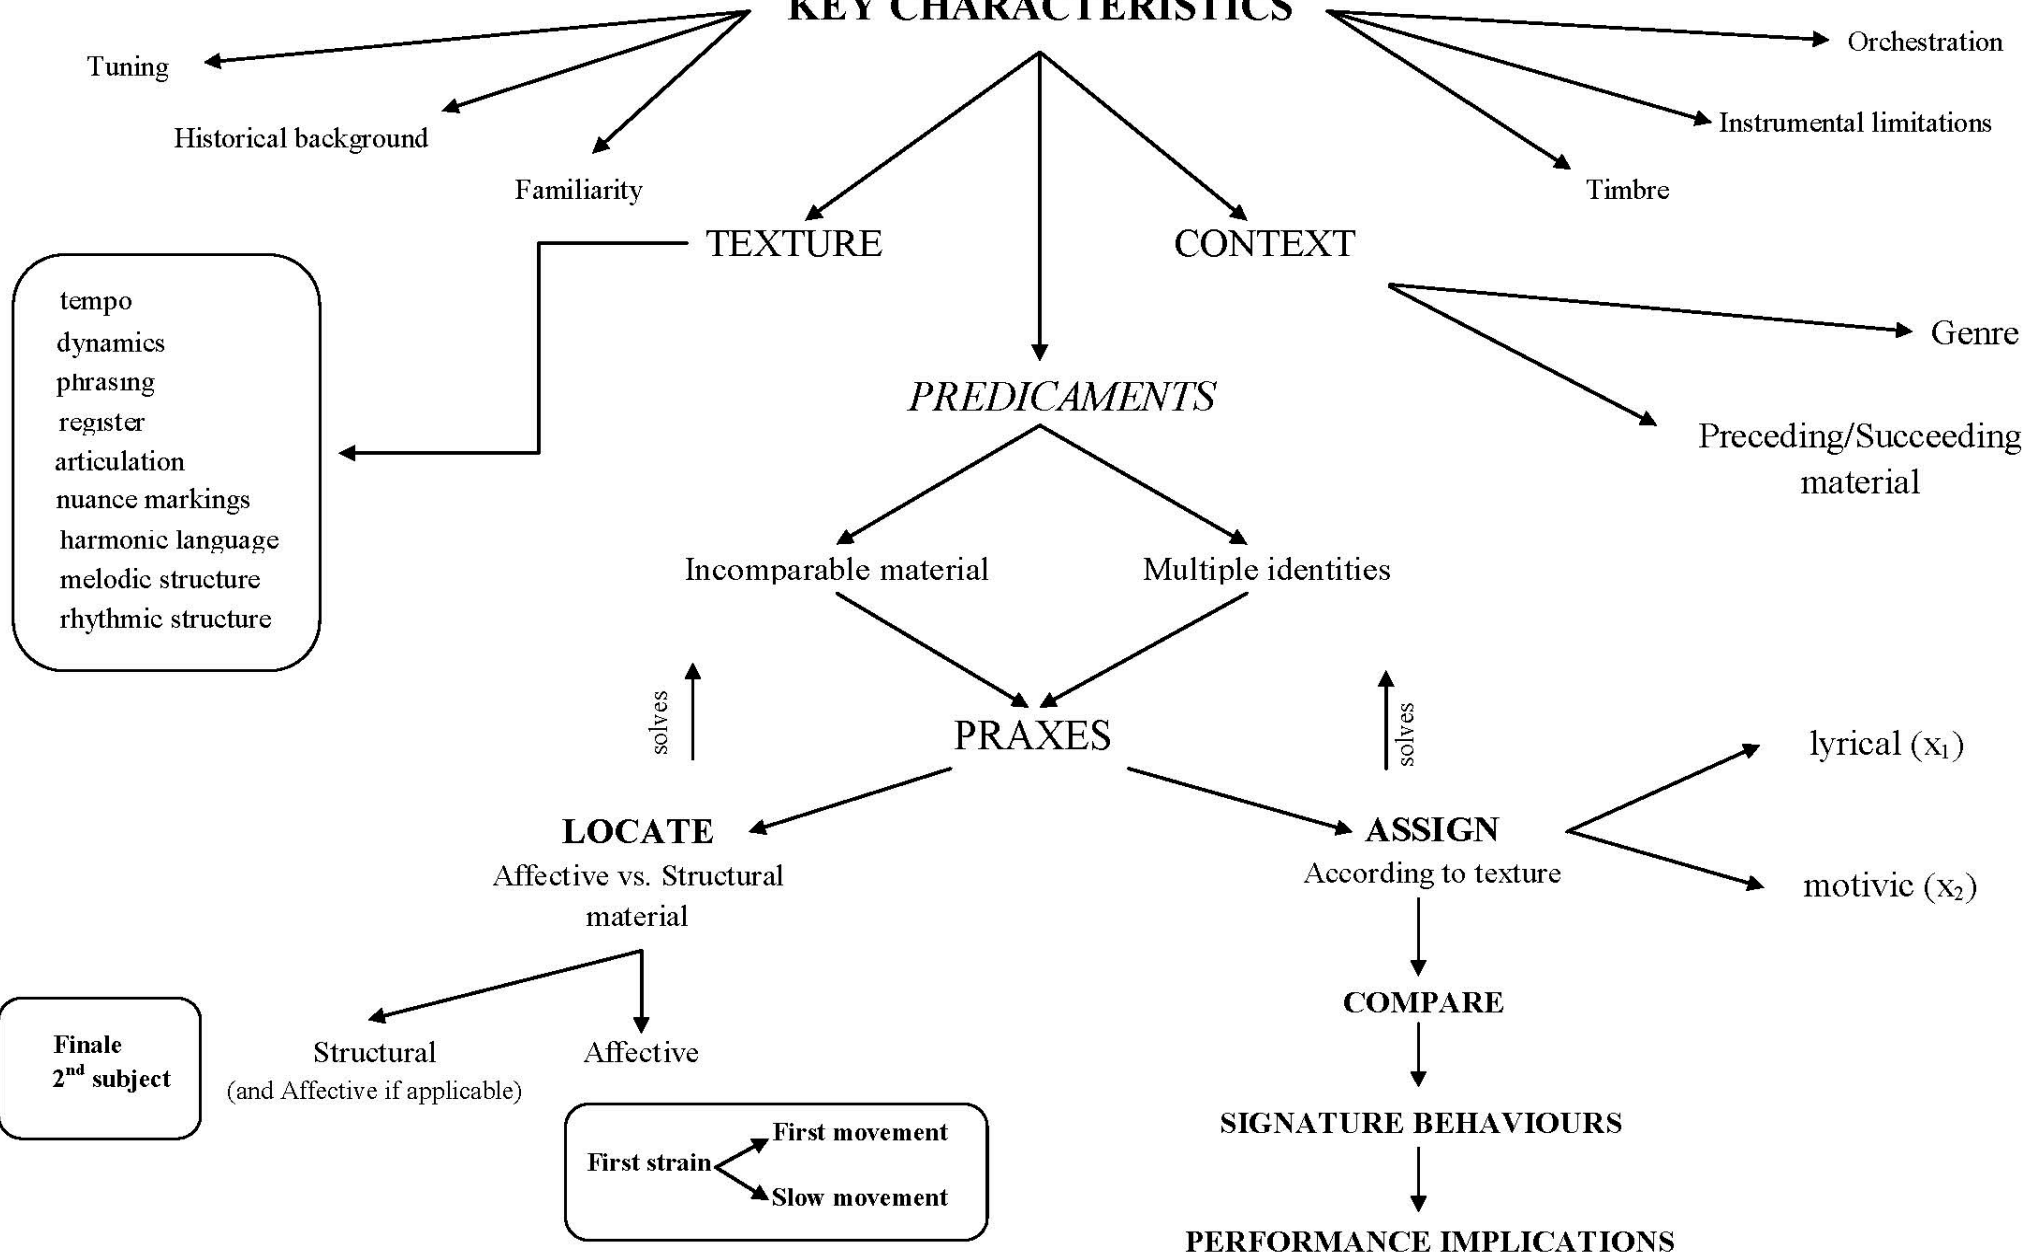 KEY CHARACTERISTICS
Tuning
Historical background
Familiarity
Orchestration
Instrumental limitations
Timbre
TEXTURE
CONTEXT
tempo
dynamics
phrasing
register
articulation
nuance markings
harmonic language
melodic structure
rhythmic structure
Genre
Preceding/Succeeding
material
PREDICAMENTS
Incomparable material
Multiple identities
solves
solves
PRAXES
LOCATE
Affective vs. Structural
material
ASSIGN
According to texture
lyrical (x₁)
motivic (x₂)
Finale
2nd subject
Structural
(and Affective if applicable)
Affective
First strain
First movement
Slow movement
COMPARE
SIGNATURE BEHAVIOURS
PERFORMANCE IMPLICATIONS